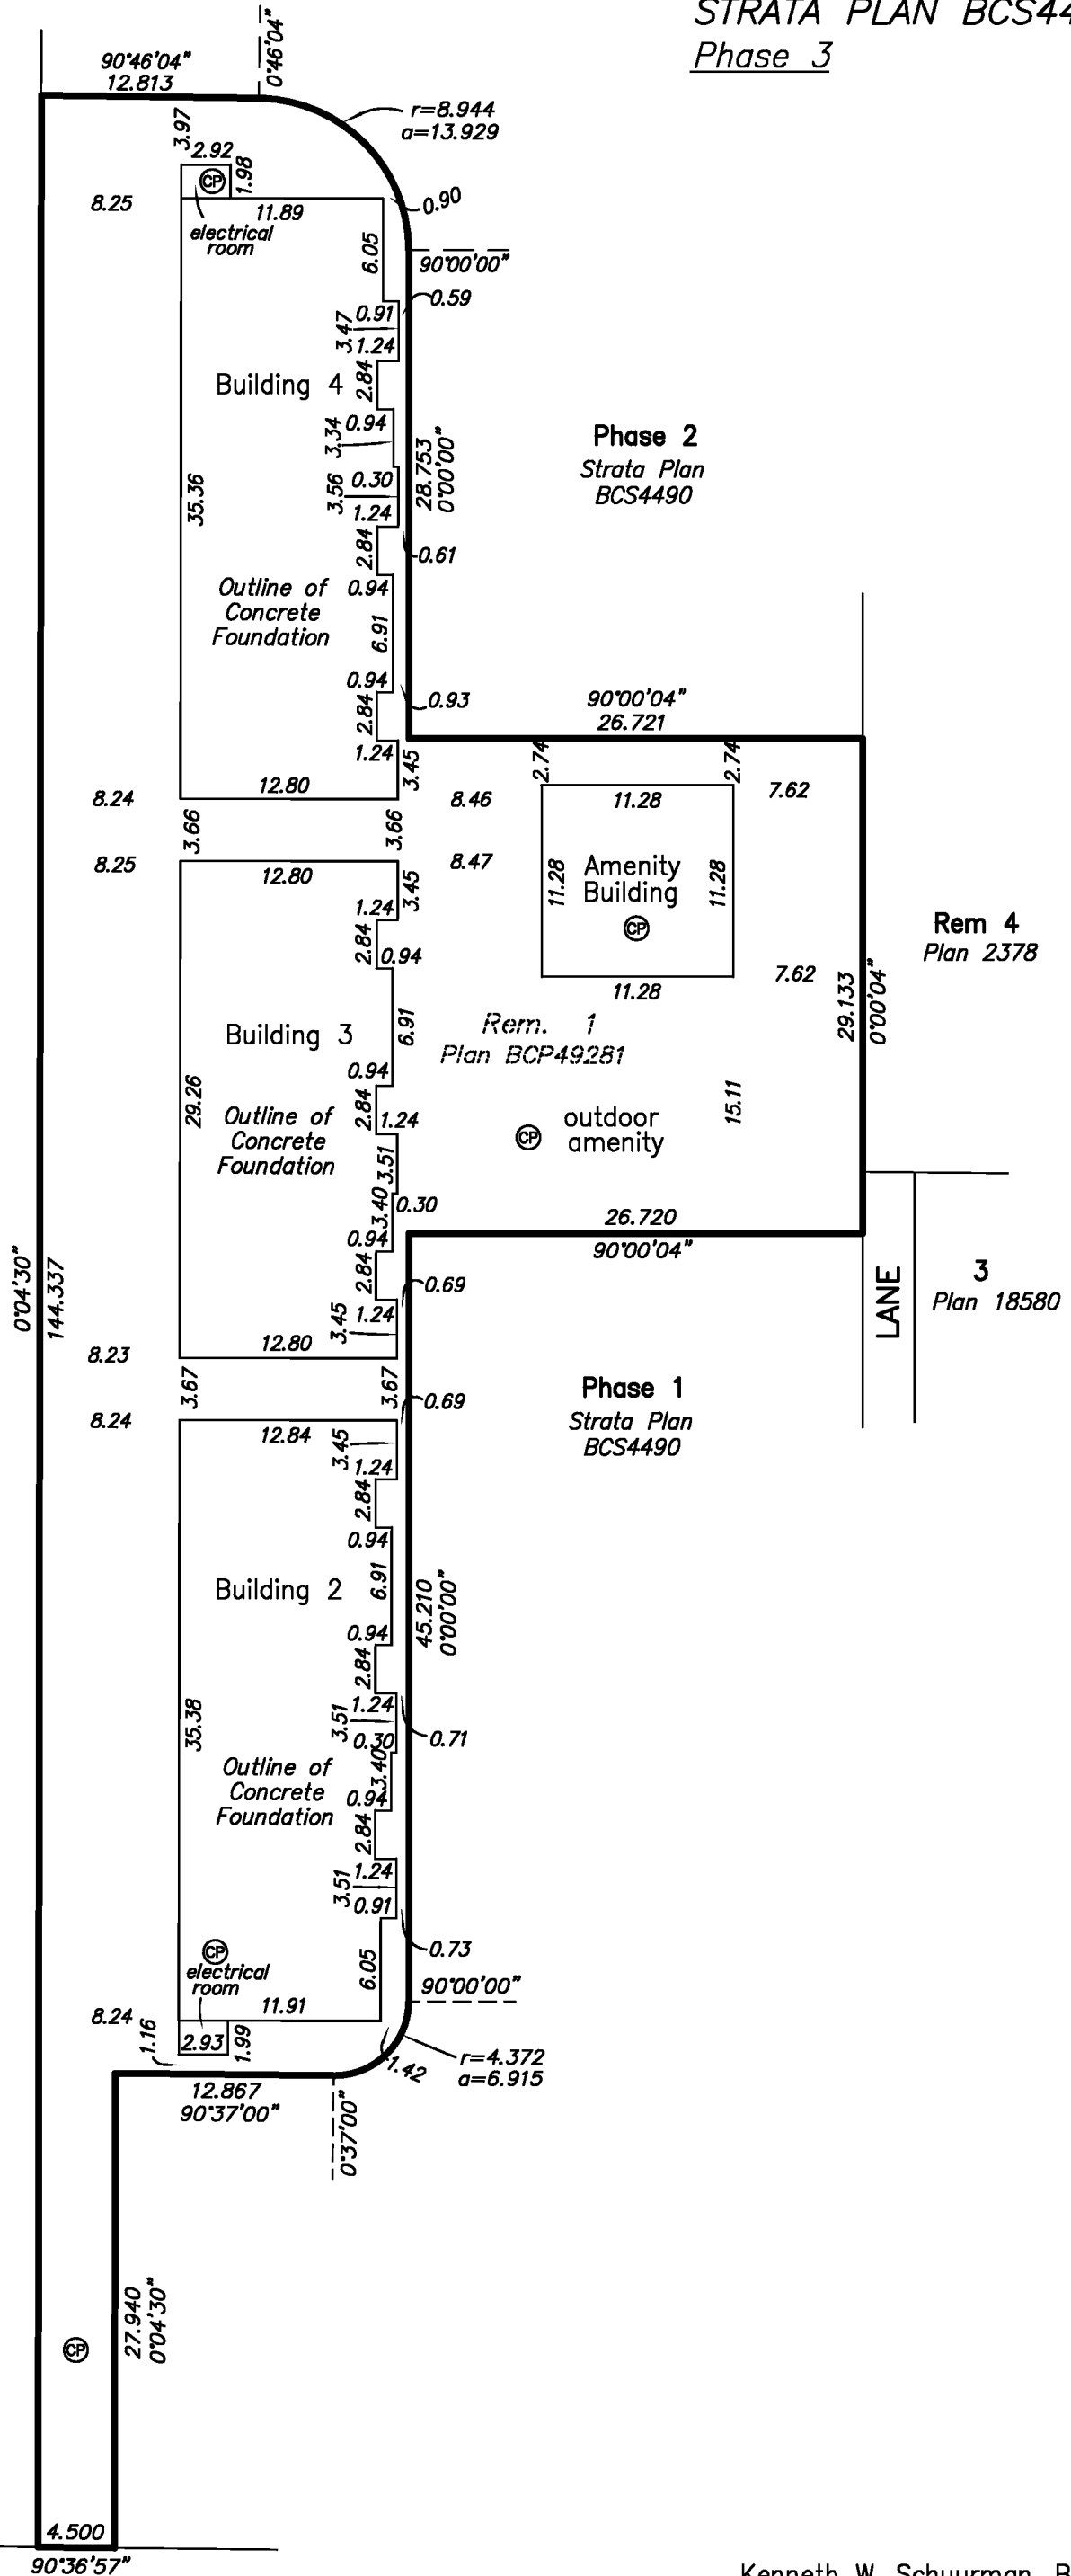 STRATA PLAN BCS44
Phase 3
90°46'04"
12.813
0°46'04"
r=8.944
a=13.929
3.97
2.92
1.98
CP
8.25
electrical
room
11.89
0.90
6.05
90°00'00"
0.59
0.91
3.47
1.24
Building 4
2.84
0.94
3.34
28.753
0°00'00"
Phase 2
Strata Plan
BCS4490
35.36
0.30
3.56
1.24
2.84
0.61
Outline of
Concrete
Foundation
0.94
6.91
0.94
0.93
2.84
90°00'04"
26.721
1.24
3.45
2.74
2.74
7.62
8.24
12.80
8.46
11.28
3.66
3.66
8.25
12.80
8.47
3.45
11.28
Amenity
Building
CP
11.28
1.24
2.84
0.94
Rem 4
Plan 2378
7.62
11.28
29.133
0°00'04"
Building 3
6.91
Rem. 1
Plan BCP49281
0.94
29.26
2.84
1.24
Outline of
Concrete
Foundation
CP
outdoor
amenity
15.11
3.51
3.40
0.30
0.94
26.720
90°00'04"
2.84
0.69
LANE
3
Plan 18580
0°04'30"
144.337
3.45
1.24
8.23
12.80
3.67
3.67
Phase 1
Strata Plan
BCS4490
0.69
8.24
12.84
3.45
1.24
2.84
0.94
Building 2
6.91
45.210
0°00'00"
0.94
2.84
35.38
1.24
3.51
0.30
0.71
Outline of
Concrete
Foundation
3.40
0.94
2.84
1.24
3.51
0.91
0.73
CP
electrical
room
6.05
90°00'00"
8.24
11.91
1.16
2.93
1.99
1.42
r=4.372
a=6.915
12.867
90°37'00"
0°37'00"
27.940
0°04'30"
CP
4.500
90°36'57"
Kenneth W. Schuurman, B